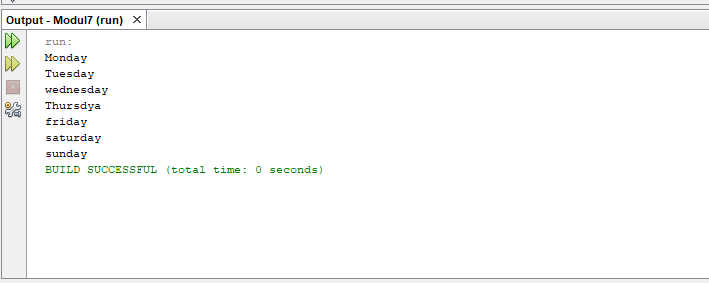 Output - Modul7 (run)
run:
Monday
Tuesday
wednesday
Thursdya
friday
saturday
sunday
BUILD SUCCESSFUL (total time: 0 seconds)